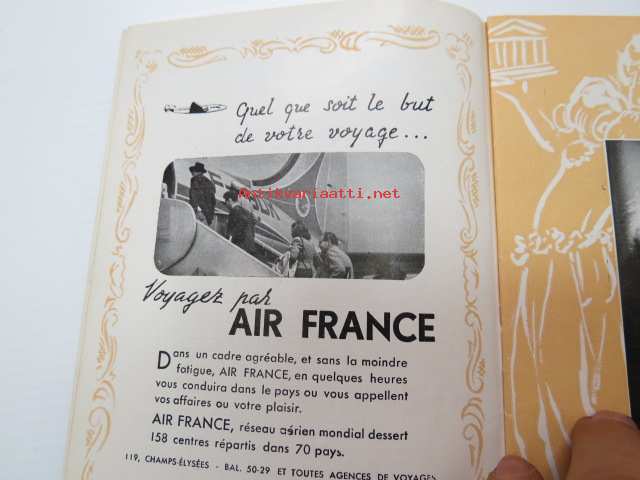 Quel que soit le but
de votre voyage...
Antikvariaatti.net
Voyagez par
AIR FRANCE
Dans un cadre agréable, et sans la moindre
fatigue, AIR FRANCE, en quelques heures
vous conduira dans le pays ou vous appellent
vos affaires ou votre plaisir.
AIR FRANCE, réseau aérien mondial dessert
158 centres répartis dans 70 pays.
119, CHAMPS-ÉLYSÉES - BAL. 50-29 ET TOUTES AGENCES DE VOYAGES